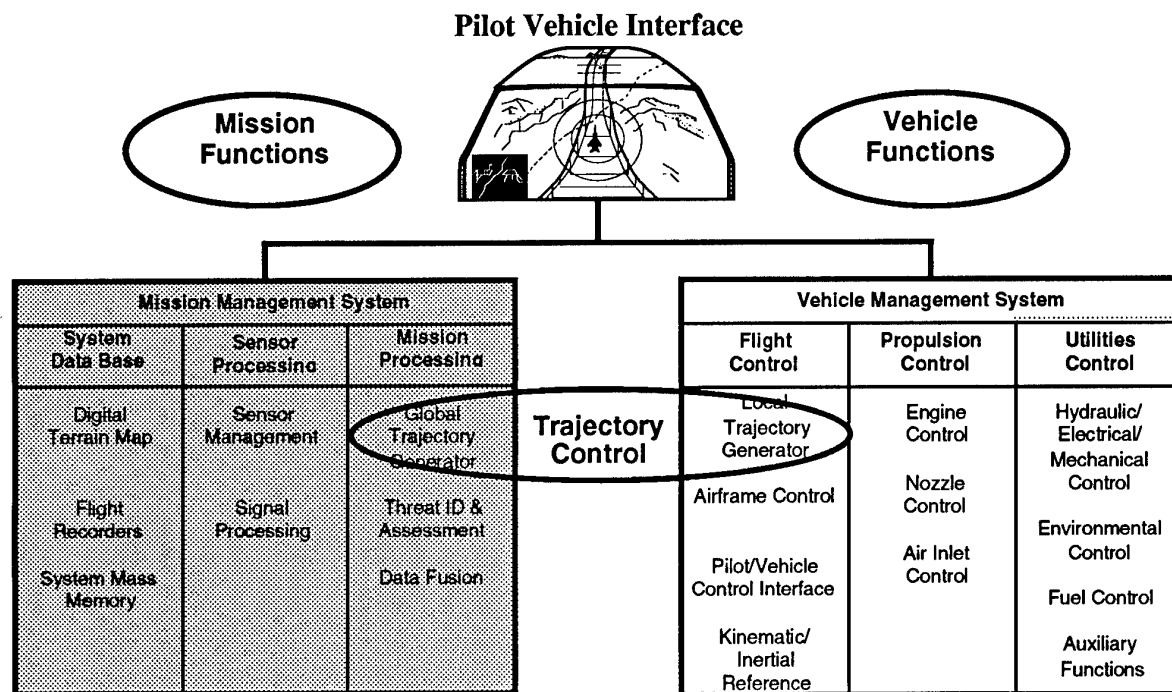 Pilot Vehicle Interface
Mission
Functions
Vehicle
Functions
Mission Management System
System
Data Base
Sensor
Processing
Mission
Processing
Digital
Terrain Map
Flight
Recorders
System Mass
Memory
Sensor
Management
Signal
Processing
Global
Trajectory
Generator
Threat ID &
Assessment
Data Fusion
Trajectory
Control
Vehicle Management System
Flight
Control
Propulsion
Control
Utilities
Control
Local
Trajectory
Generator
Airframe Control
Pilot/Vehicle
Control Interface
Kinematic/
Inertial
Reference
Engine
Control
Nozzle
Control
Air Inlet
Control
Hydraulic/
Electrical/
Mechanical
Control
Environmental
Control
Fuel Control
Auxiliary
Functions